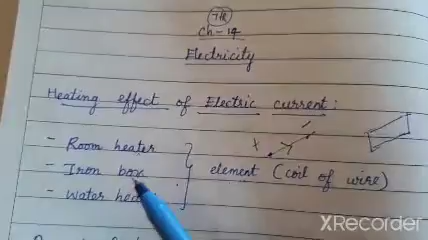 7th
Ch - 14
Electricity
Heating effect of Electric current :
- Room heater
- Iron box
element (coil of wire)
- Water
XRecorder